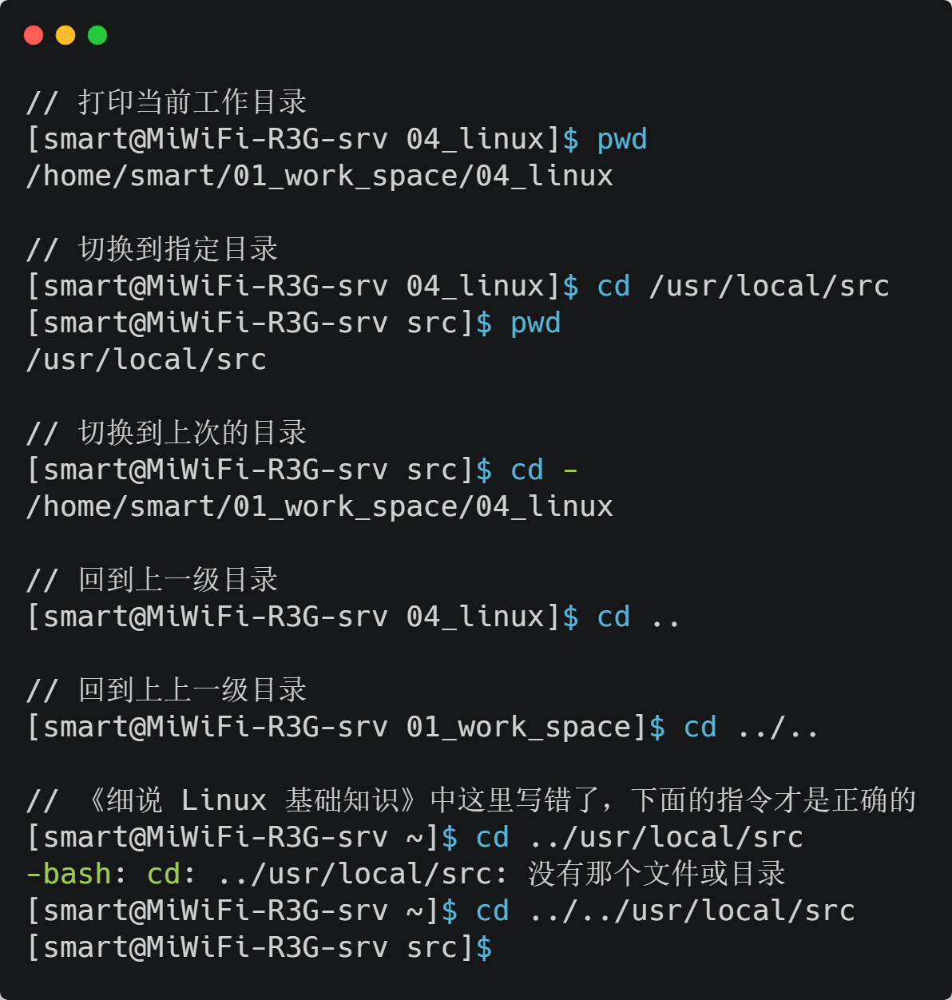 // 打印当前工作目录
[smart@MiWiFi-R3G-srv 04_linux]$ pwd
/home/smart/01_work_space/04_linux
// 切换到指定目录
[smart@MiWiFi-R3G-srv 04_linux]$ cd /usr/local/src
[smart@MiWiFi-R3G-srv src]$ pwd
/usr/local/src
// 切换到上次的目录
[smart@MiWiFi-R3G-srv src]$ cd -
/home/smart/01_work_space/04_linux
// 回到上一级目录
[smart@MiWiFi-R3G-srv 04_linux]$ cd ..
// 回到上上一级目录
[smart@MiWiFi-R3G-srv 01_work_space]$ cd ../..
// 《细说 Linux 基础知识》中这里写错了，下面的指令才是正确的
[smart@MiWiFi-R3G-srv ~]$ cd ../usr/local/src
-bash: cd: ../usr/local/src: 没有那个文件或目录
[smart@MiWiFi-R3G-srv ~]$ cd ../../usr/local/src
[smart@MiWiFi-R3G-srv src]$